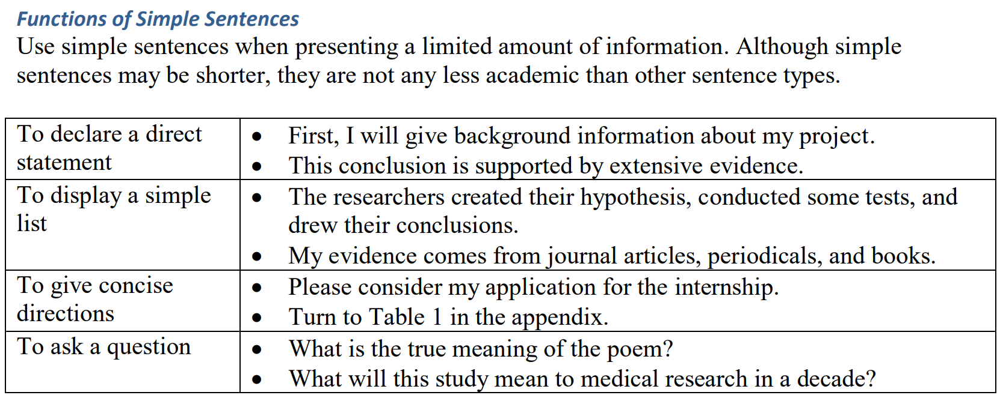 Functions of Simple Sentences
Use simple sentences when presenting a limited amount of information. Although simple
sentences may be shorter, they are not any less academic than other sentence types.
To declare a direct
statement
• First, I will give background information about my project.
• This conclusion is supported by extensive evidence.
To display a simple
list
• The researchers created their hypothesis, conducted some tests, and
drew their conclusions.
• My evidence comes from journal articles, periodicals, and books.
To give concise
directions
• Please consider my application for the internship.
• Turn to Table 1 in the appendix.
To ask a question
• What is the true meaning of the poem?
• What will this study mean to medical research in a decade?